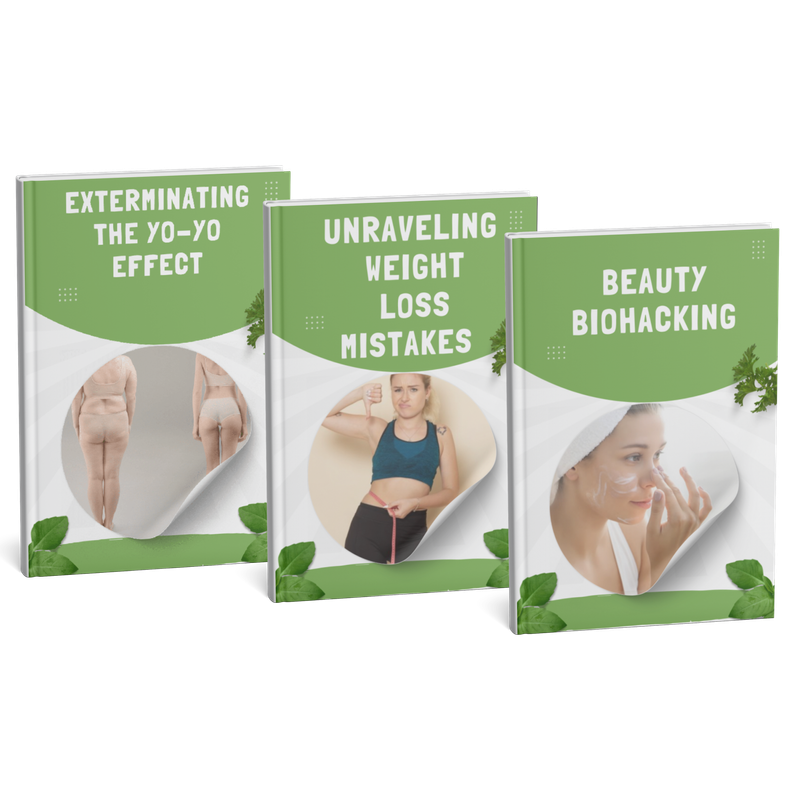 EXTERMINATING
THE YO-YO
EFFECT
UNRAVELING
WEIGHT
LOSS
MISTAKES
BEAUTY
BIOHACKING